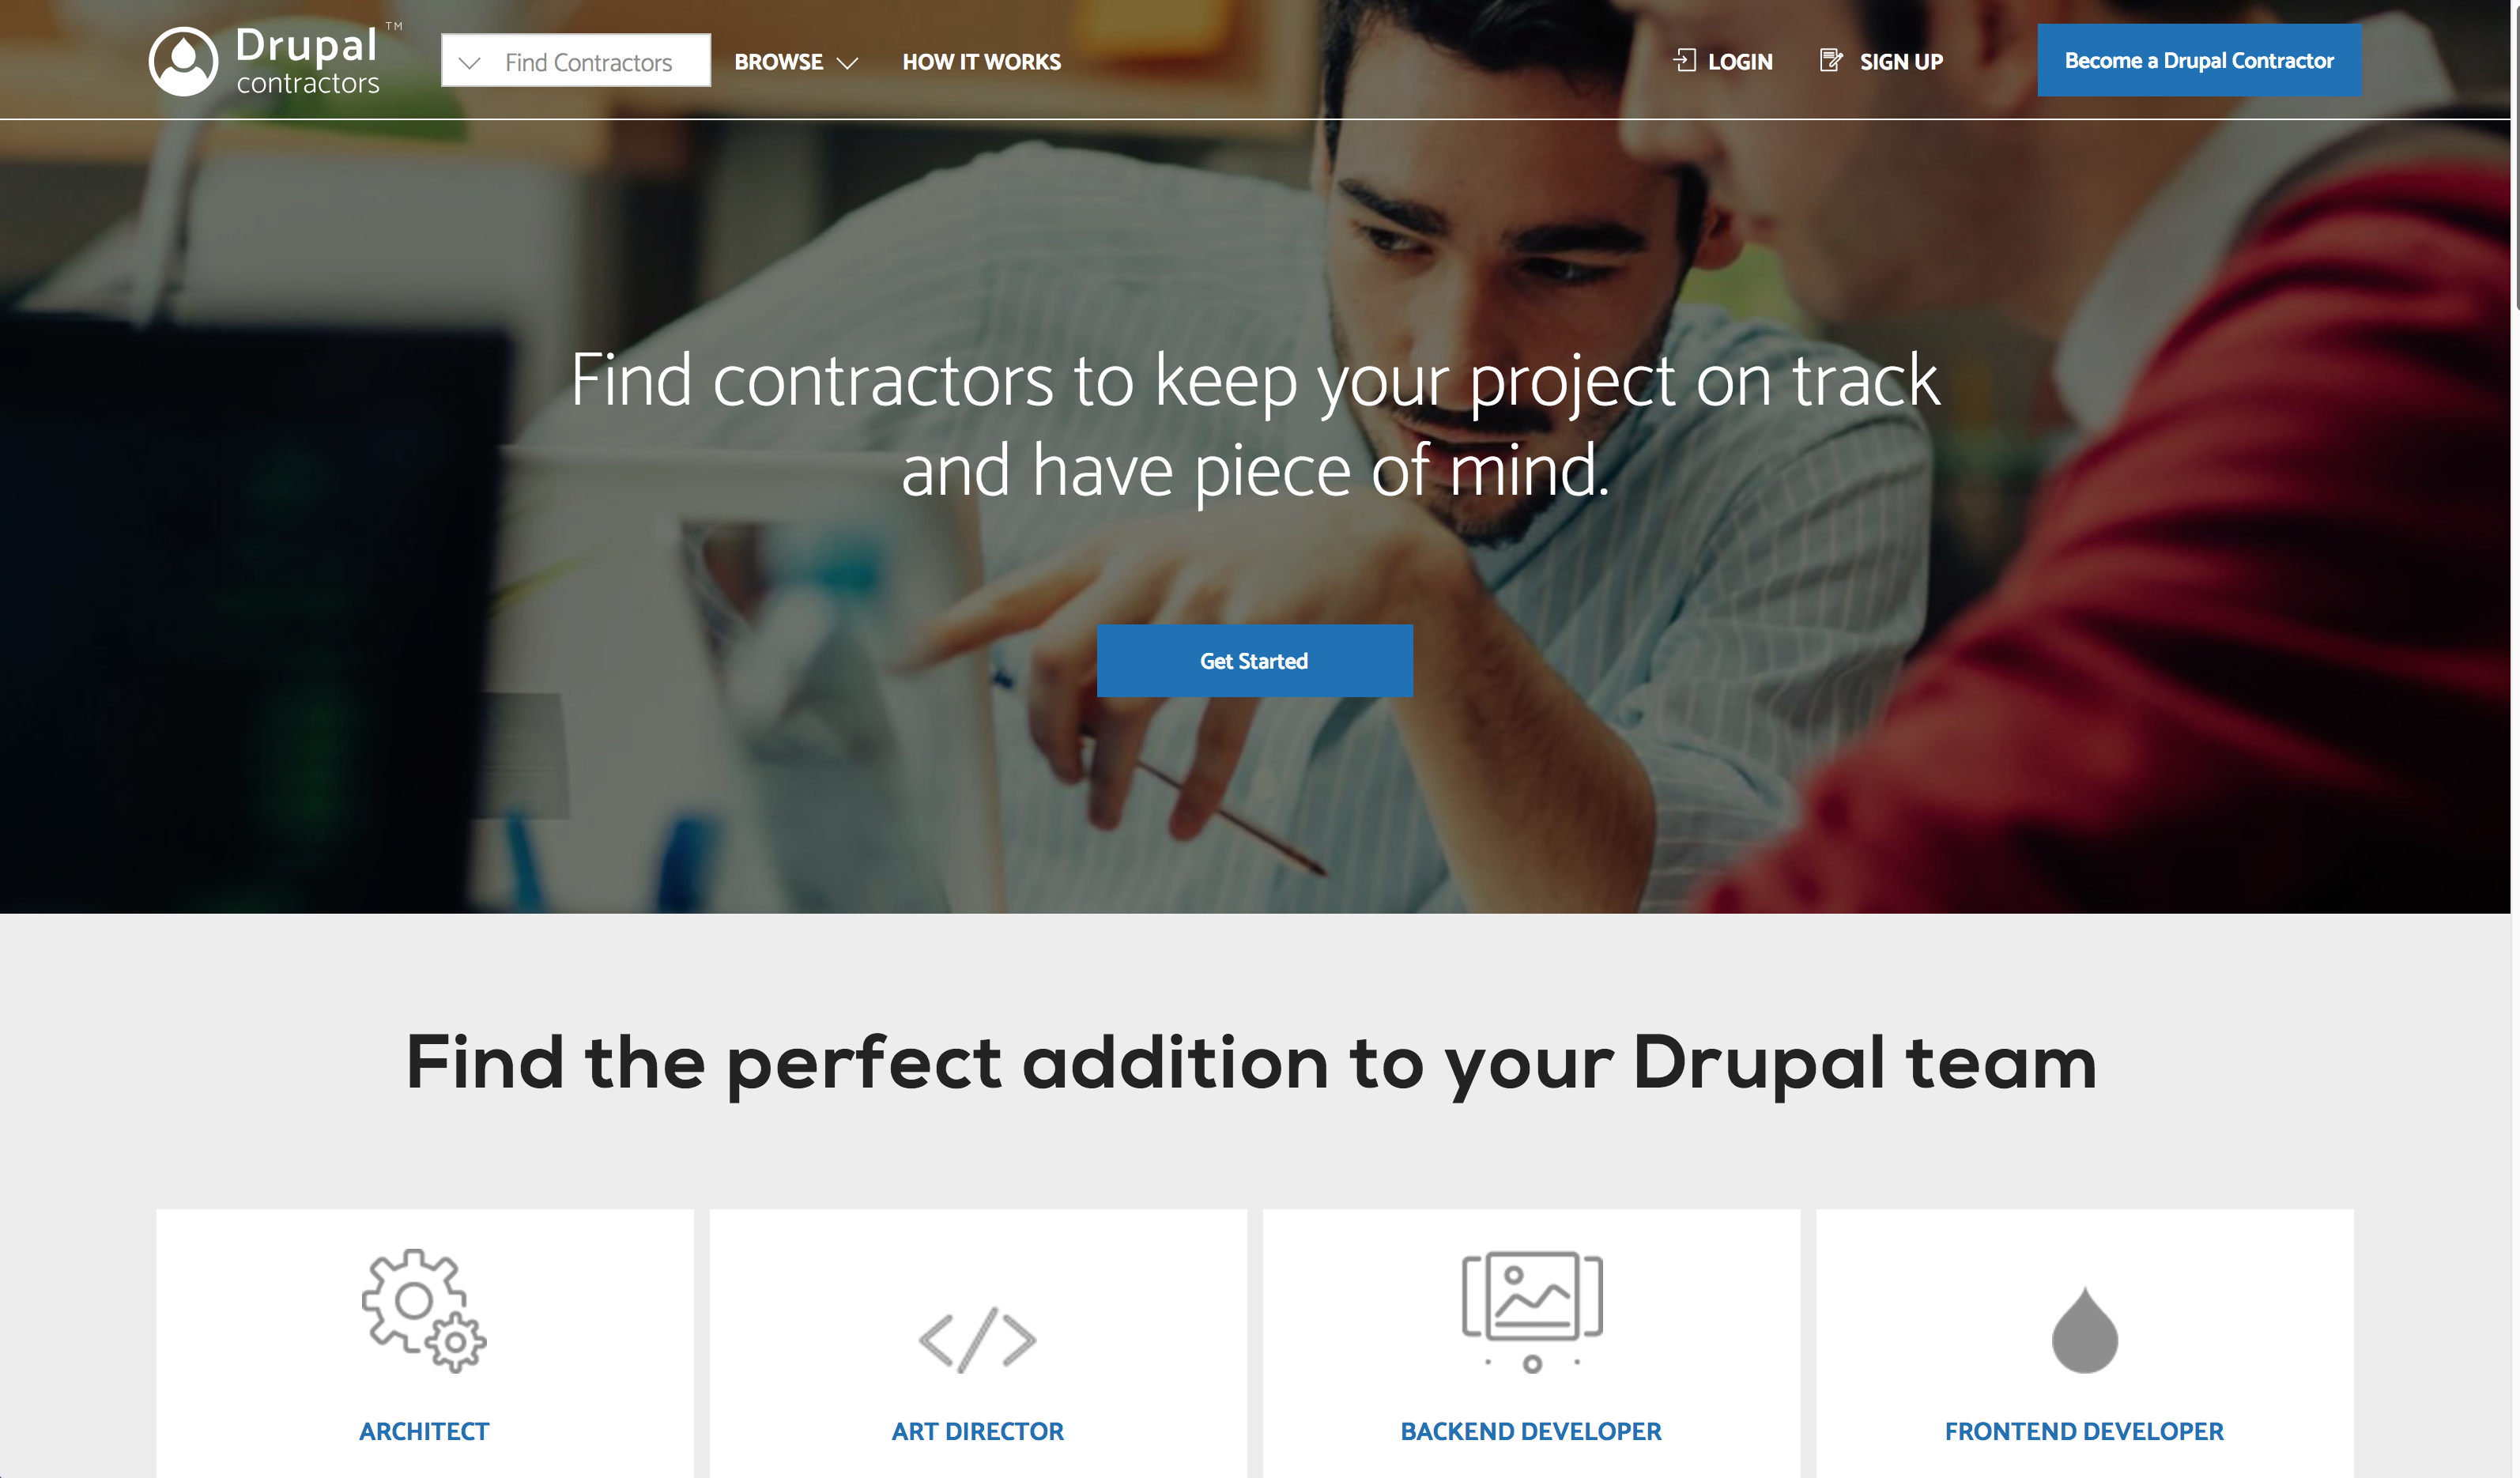 Drupal TM
contractors
Find Contractors
BROWSE
HOW IT WORKS
LOGIN
SIGN UP
Become a Drupal Contractor
Find contractors to keep your project on track
and have piece of mind.
Get Started
Find the perfect addition to your Drupal team
ARCHITECT
ART DIRECTOR
BACKEND DEVELOPER
FRONTEND DEVELOPER